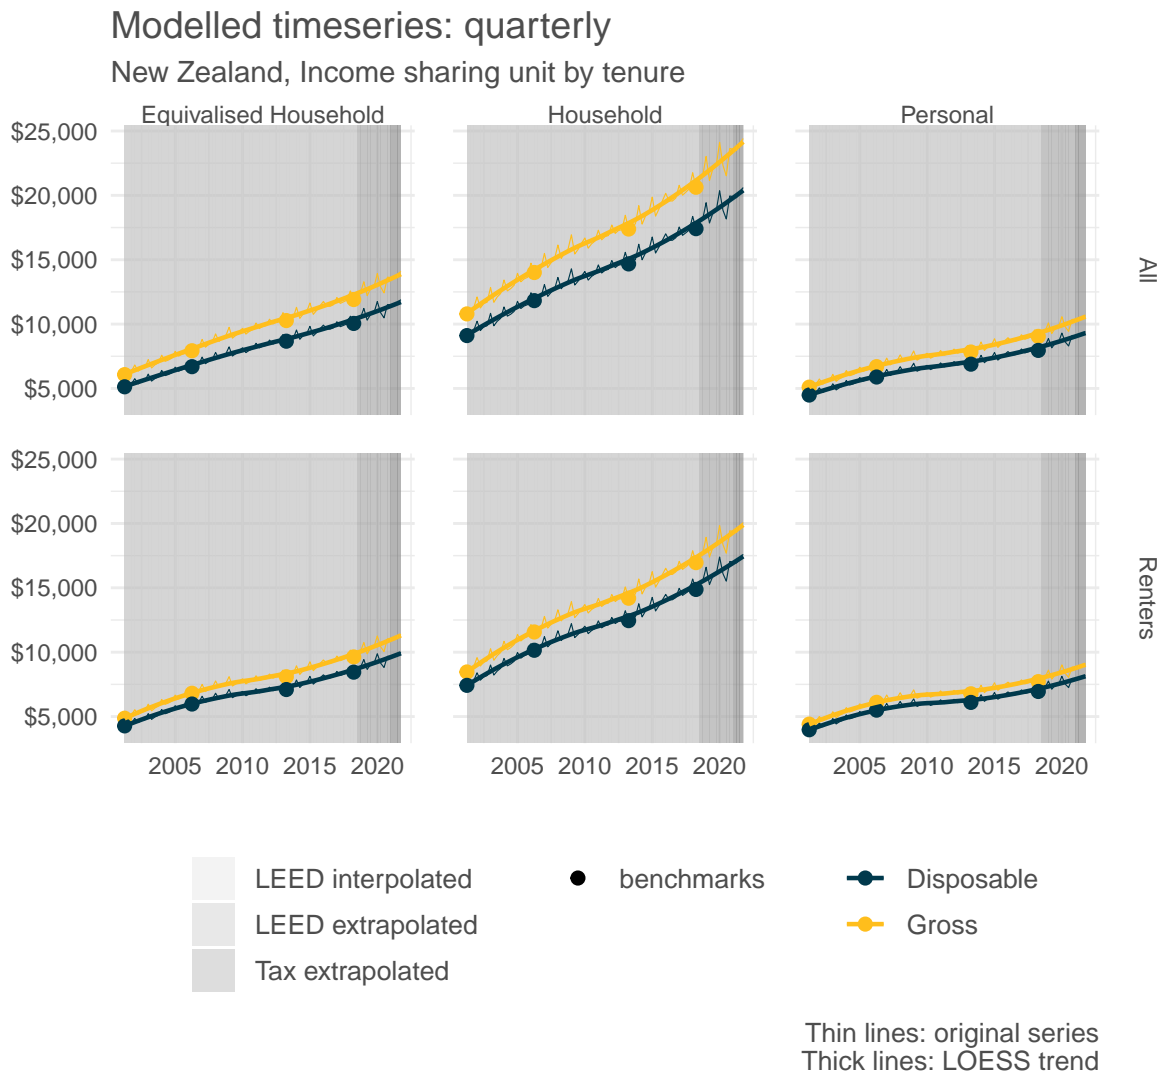 Modelled timeseries: quarterly
New Zealand, Income sharing unit by tenure
Equivalised Household Household Personal
$25,000
$20,000
$15,000
$10,000
$5,000
All
$25,000
$20,000
$15,000
$10,000
$5,000
Renters
2005 2010 2015 2020 2005 2010 2015 2020 2005 2010 2015 2020
LEED interpolated benchmarks Disposable
LEED extrapolated Gross
Tax extrapolated
Thin lines: original series
Thick lines: LOESS trend